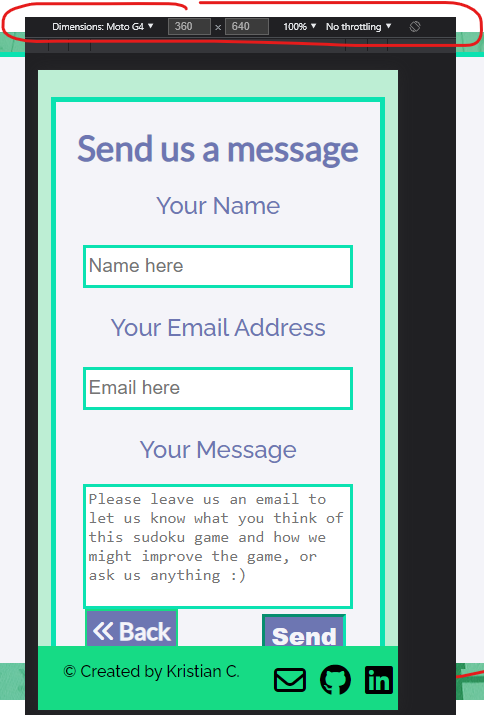 Dimensions: Moto G4 ▼ 360 × 640 100% ▼ No throttling ▼
Send us a message
Your Name
Name here
Your Email Address
Email here
Your Message
Please leave us an email to
let us know what you think of
this sudoku game and how we
might improve the game, or
ask us anything :)
Back
Send
© Created by Kristian C.